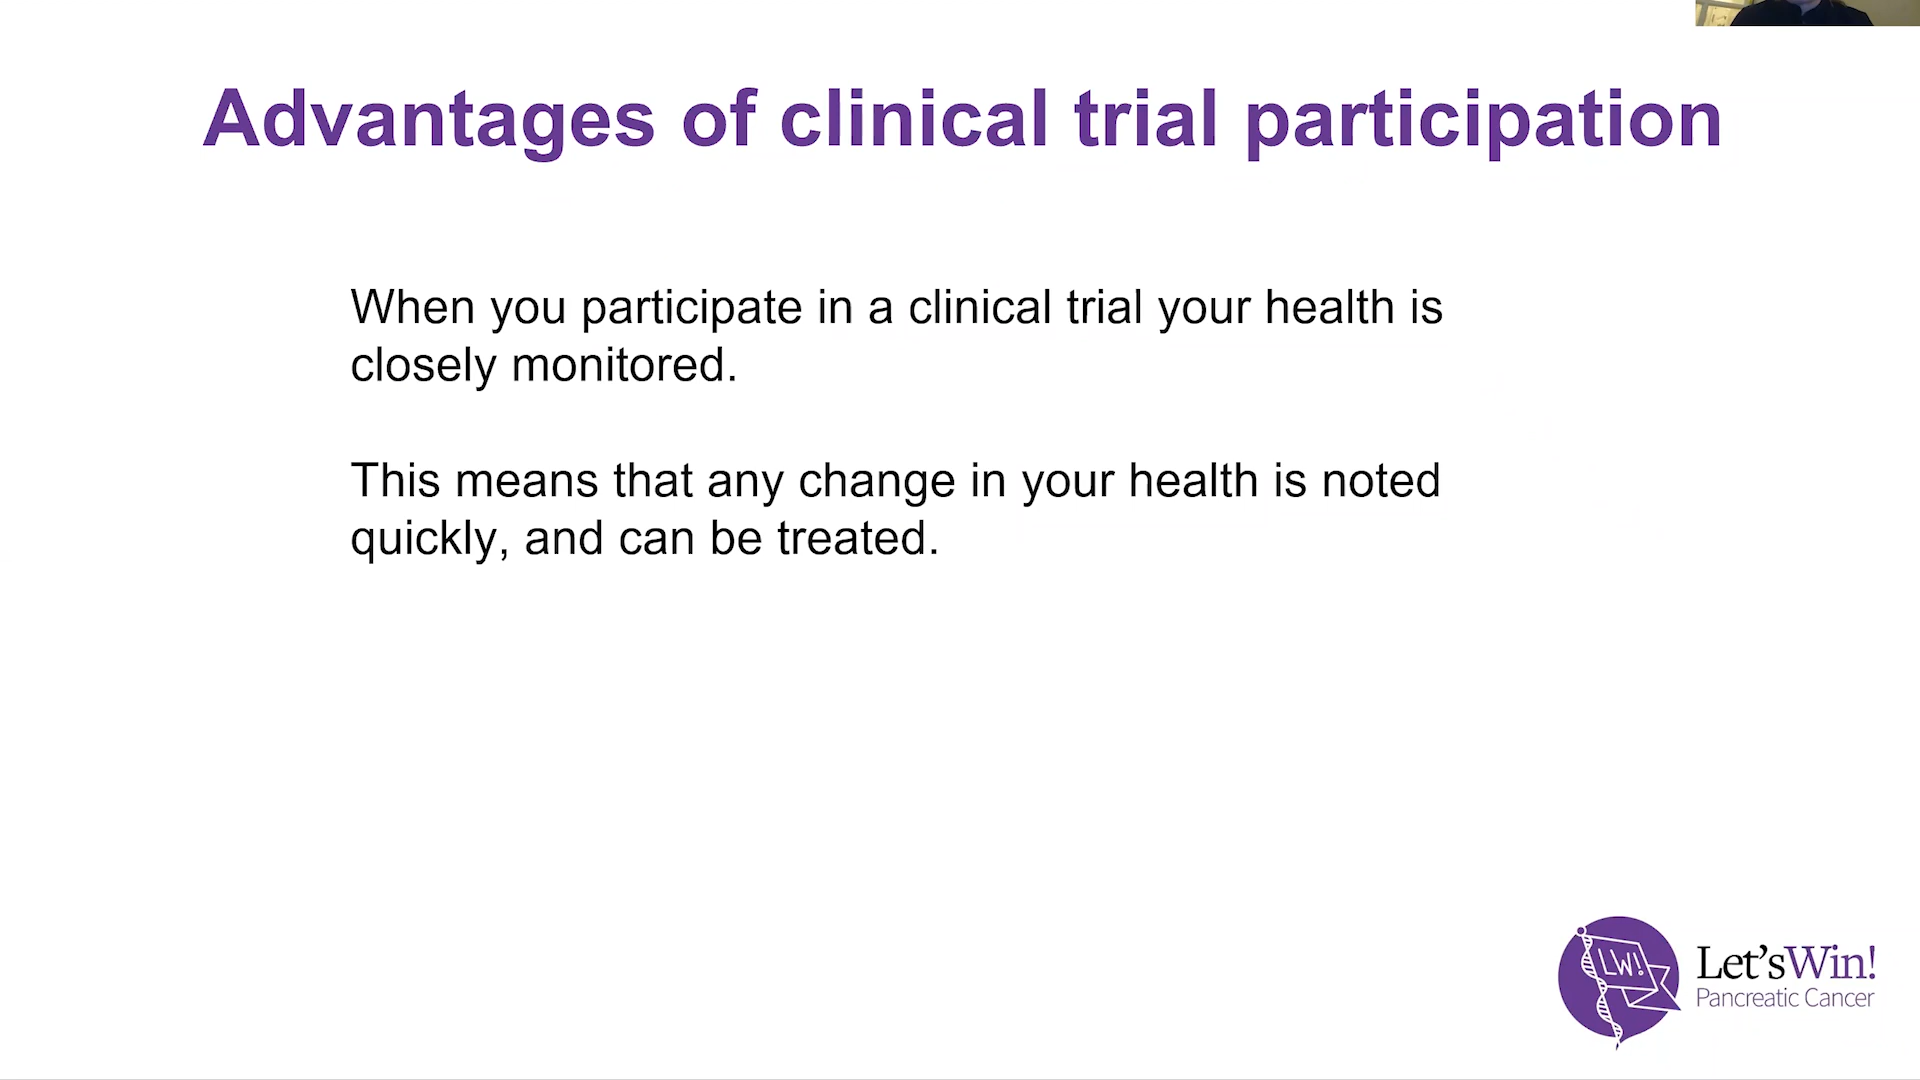 Advantages of clinical trial participation
When you participate in a clinical trial your health is
closely monitored.
This means that any change in your health is noted
quickly, and can be treated.
LW!
Let'sWin!
Pancreatic Cancer